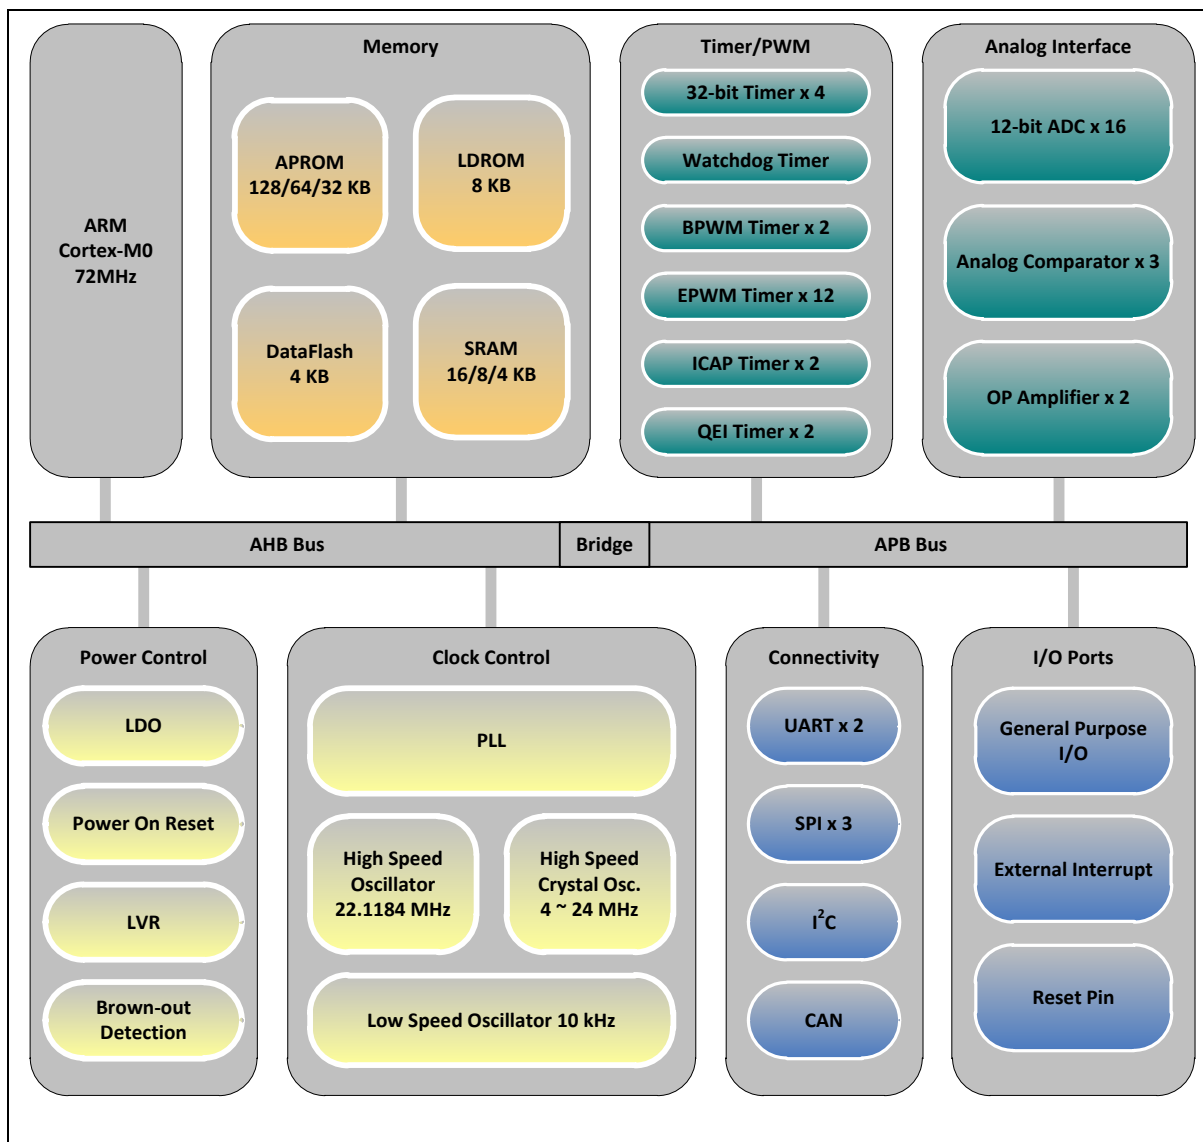 ARM
Cortex-M0
72MHz
Memory
APROM
128/64/32 KB
LDROM
8 KB
DataFlash
4 KB
SRAM
16/8/4 KB
Timer/PWM
32-bit Timer x 4
Watchdog Timer
BPWM Timer x 2
EPWM Timer x 12
ICAP Timer x 2
QEI Timer x 2
Analog Interface
12-bit ADC x 16
Analog Comparator x 3
OP Amplifier x 2
AHB Bus
Bridge
APB Bus
Power Control
LDO
Power On Reset
LVR
Brown-out
Detection
Clock Control
PLL
High Speed
Oscillator
22.1184 MHz
High Speed
Crystal Osc.
4 ~ 24 MHz
Low Speed Oscillator 10 kHz
Connectivity
UART x 2
SPI x 3
I²C
CAN
I/O Ports
General Purpose
I/O
External Interrupt
Reset Pin